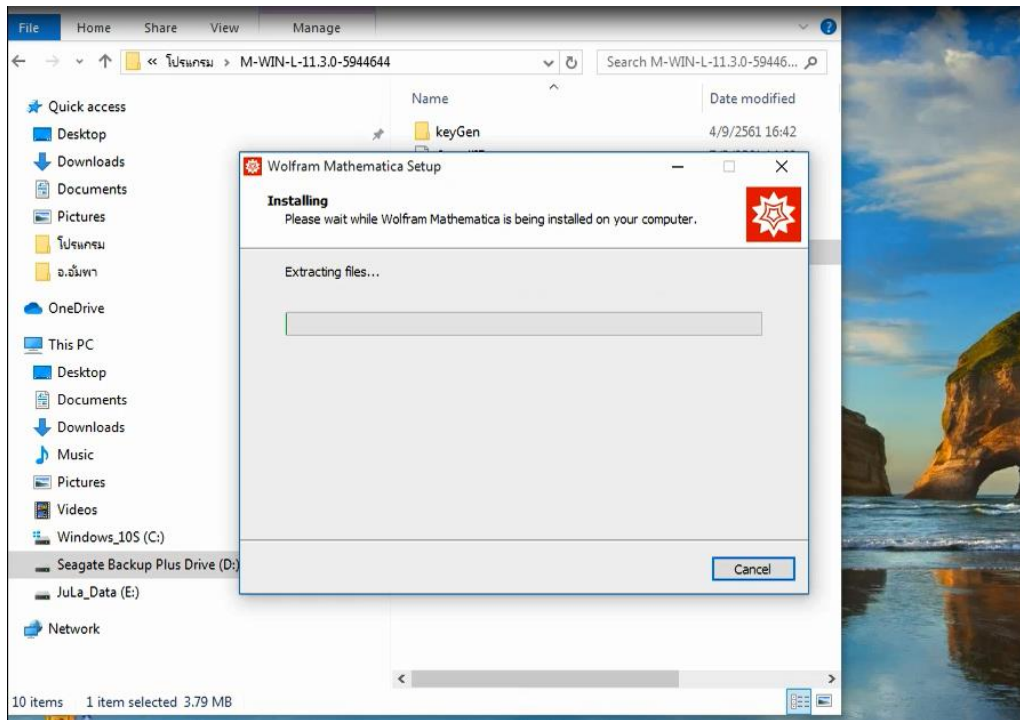 File Home Share View Manage
« โปรแกรม › M-WIN-L-11.3.0-5944644
Search M-WIN-L-11.3.0-59446...
Name Date modified
Quick access
keyGen 4/9/2561 16:42
Desktop
Downloads
Documents
Pictures
โปรแกรม
อ.อัมพา
OneDrive
This PC
Desktop
Documents
Downloads
Music
Pictures
Videos
Windows_10S (C:)
Seagate Backup Plus Drive (D:)
JuLa_Data (E:)
Network
10 items 1 item selected 3.79 MB
Wolfram Mathematica Setup
Installing
Please wait while Wolfram Mathematica is being installed on your computer.
Extracting files...
Cancel